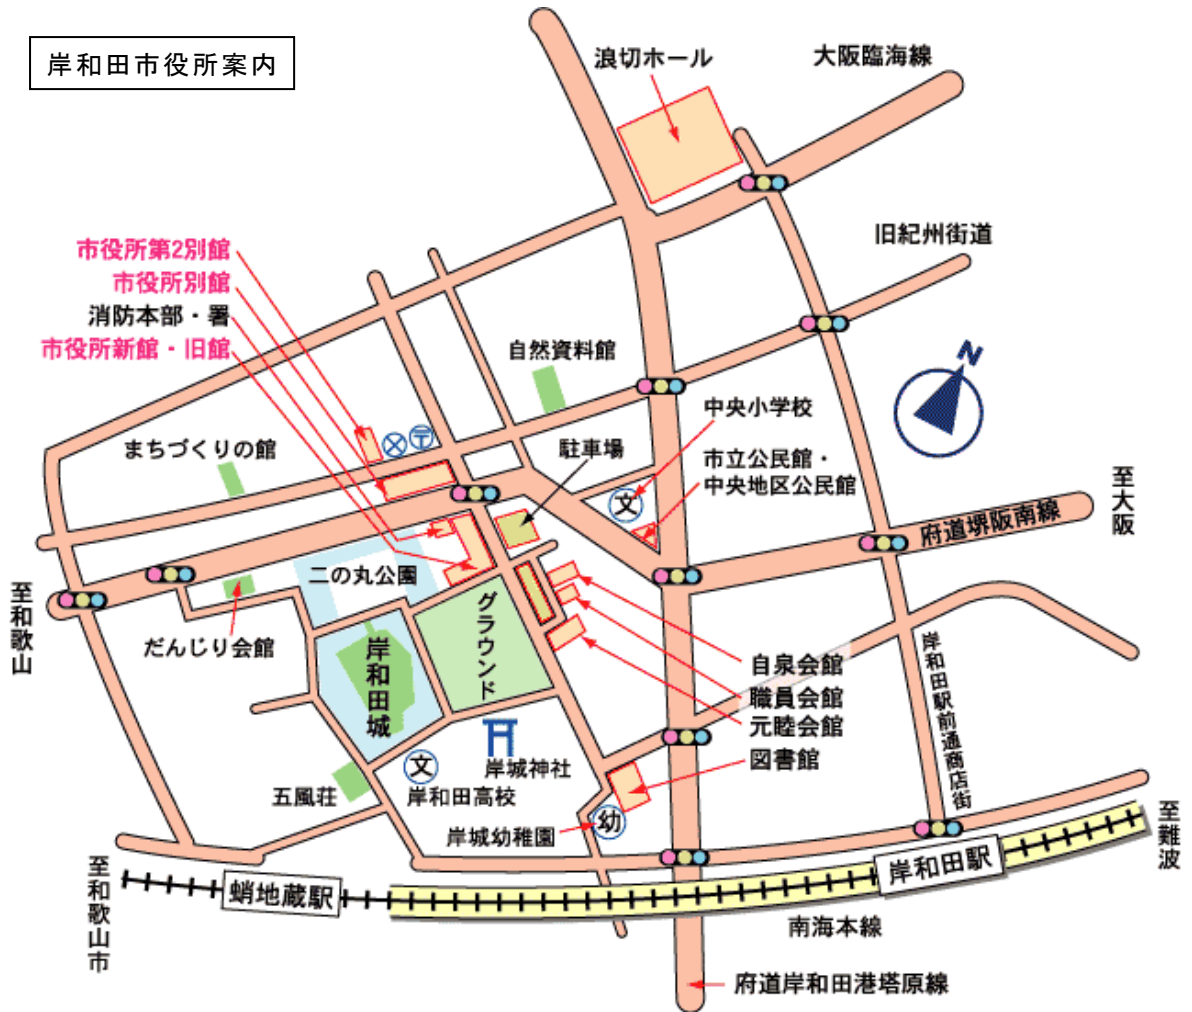 岸和田市役所案内
浪切ホール
大阪臨海線
旧紀州街道
市役所第2別館
市役所別館
消防本部・署
市役所新館・旧館
自然資料館
N
中央小学校
まちづくりの館
駐車場
市立公民館・
中央地区公民館
文
至大阪
府道堺阪南線
二の丸公園
グラウンド
至和歌山
だんじり会館
岸和田城
自泉会館
職員会館
元睦会館
図書館
岸和田駅前通商店街
岸城神社
文
五風荘
岸和田高校
岸城幼稚園
幼
至難波
岸和田駅
至和歌山市
蛸地蔵駅
南海本線
府道岸和田港塔原線